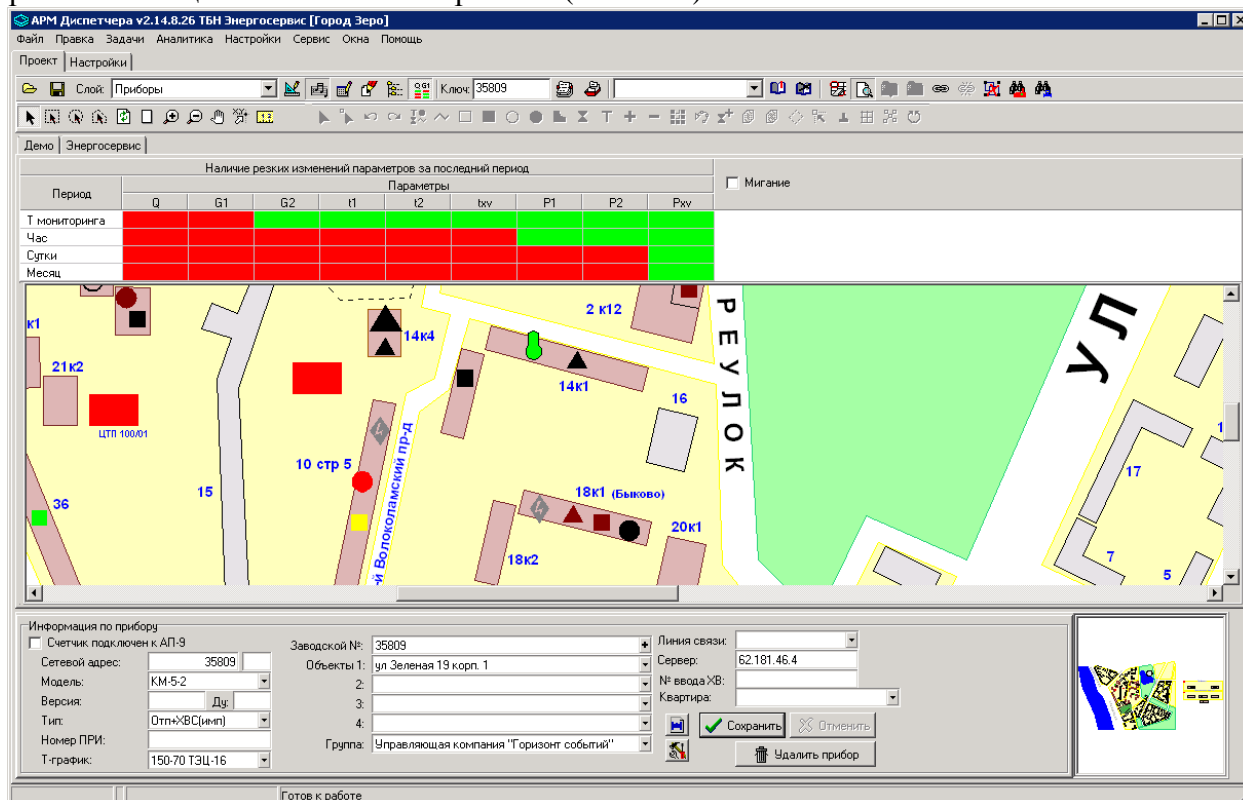 АРМ Диспетчера v2.14.8.26 ТБН Энергосервис [Город Зеро]
Файл Правка Задачи Аналитика Настройки Сервис Окна Помощь
Проект Настройки
Слой: Приборы Ключ: 35809
Демо Энергосервис
Наличие резких изменений параметров за последний период
Период Параметры Мигание
Q G1 G2 t1 t2 txv P1 P2 Pxv
Т мониторинга
Час
Сутки
Месяц
2 к12
к1
14к4
21к2
14к1
16
ЦТП 100/01
10 стр 5
15
36
18к1 (Быково)
20к1
18к2
-й Волоколамский пр-д
РЕУЛОК
УЛ
17
1
7
5
Информация по прибору
Счетчик подключен к АП-9
Сетевой адрес: 35809
Модель: КМ-5-2
Версия: Ду:
Тип: Отп+ХВС(имп)
Номер ПРИ:
Т-график: 150-70 ТЭЦ-16
Заводской №: 35809
Объекты 1: ул Зеленая 19 корп. 1
2:
3:
4:
Группа: Управляющая компания "Горизонт событий"
Линия связи:
Сервер: 62.181.46.4
№ ввода ХВ:
Квартира:
Сохранить Отменить
Удалить прибор
Готов к работе